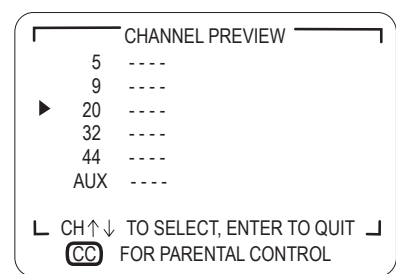 CHANNEL PREVIEW
5 ----
9 ----
▶ 20 ----
32 ----
44 ----
AUX ----
CH↑↓ TO SELECT, ENTER TO QUIT
CC FOR PARENTAL CONTROL